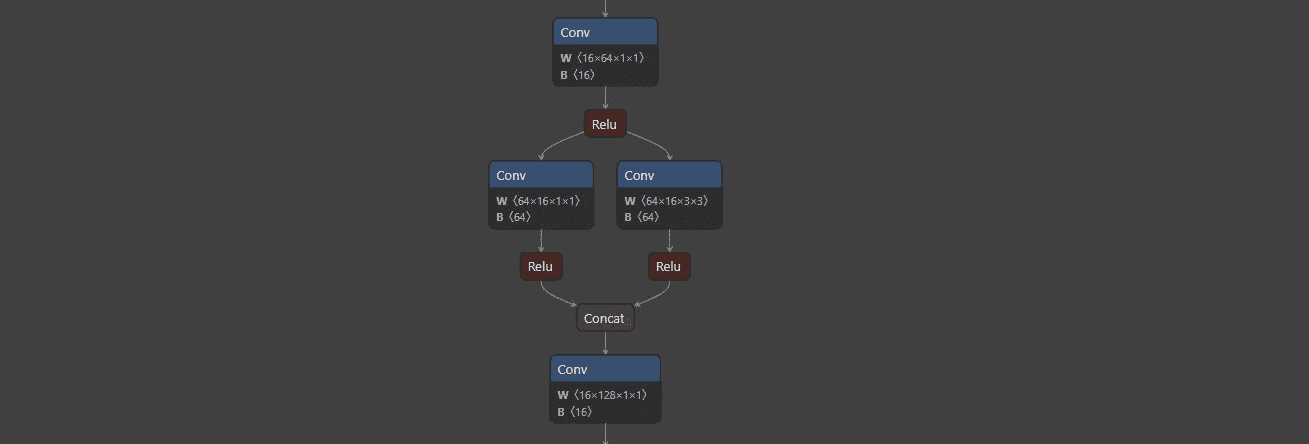 Conv
W 〈16×64×1×1〉
B 〈16〉
Relu
Conv
W 〈64×16×1×1〉
B 〈64〉
Conv
W 〈64×16×3×3〉
B 〈64〉
Relu
Relu
Concat
Conv
W 〈16×128×1×1〉
B 〈16〉